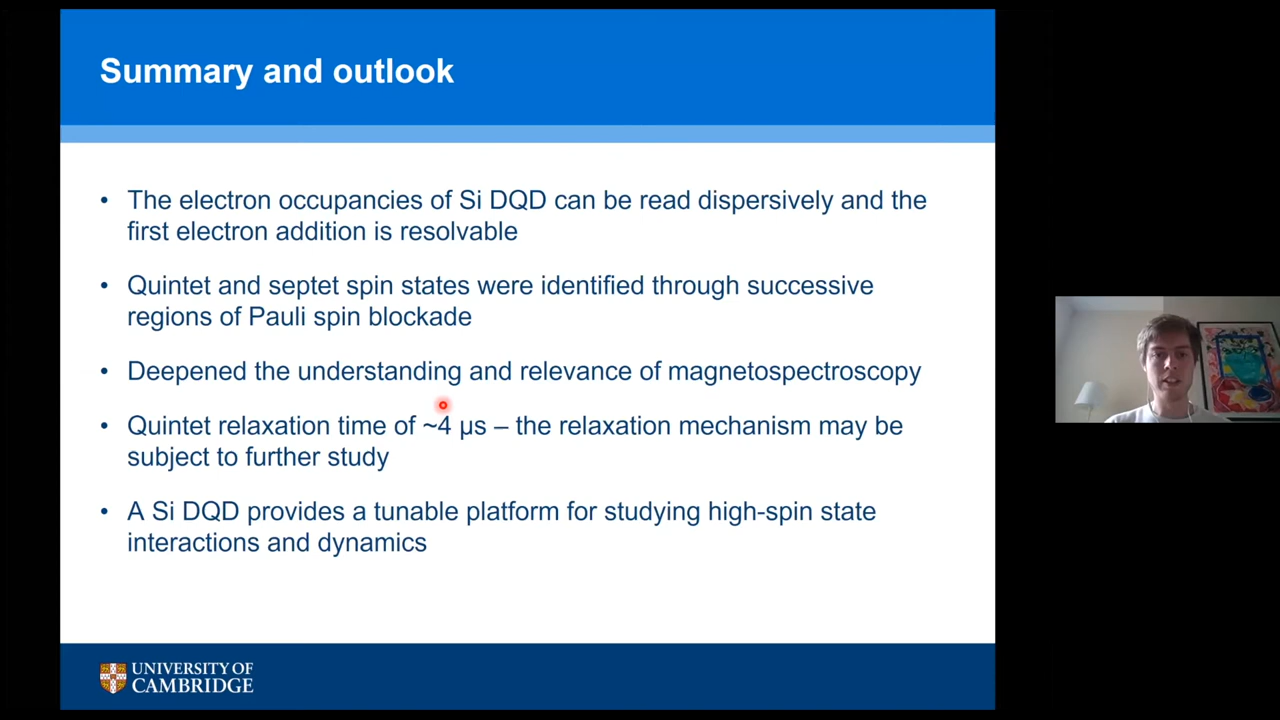 Summary and outlook
• The electron occupancies of Si DQD can be read dispersively and the
first electron addition is resolvable
• Quintet and septet spin states were identified through successive
regions of Pauli spin blockade
• Deepened the understanding and relevance of magnetospectroscopy
• Quintet relaxation time of ~4 µs – the relaxation mechanism may be
subject to further study
• A Si DQD provides a tunable platform for studying high-spin state
interactions and dynamics
UNIVERSITY OF
CAMBRIDGE